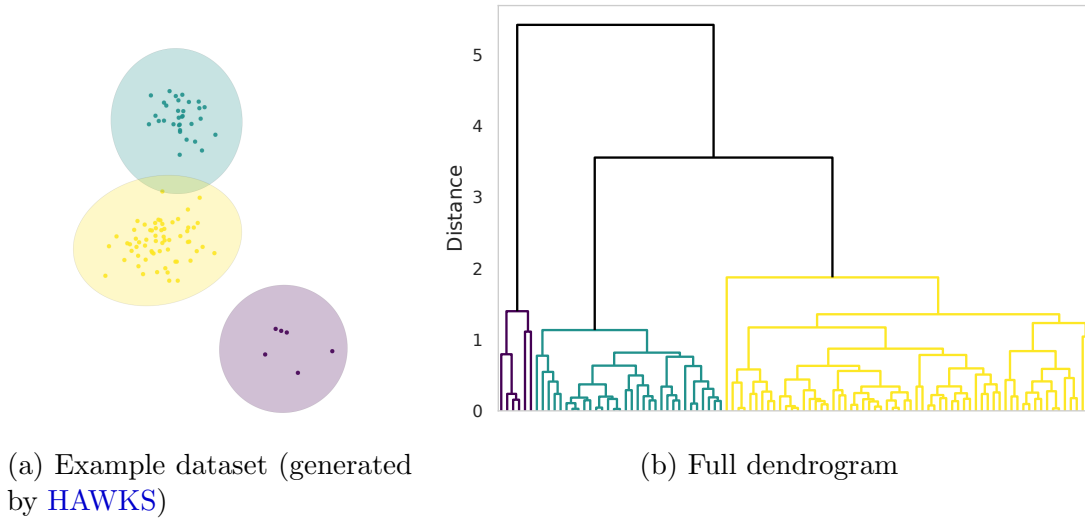 5
4
3
2
1
0
Distance
(a) Example dataset (generated
by HAWKS)
(b) Full dendrogram